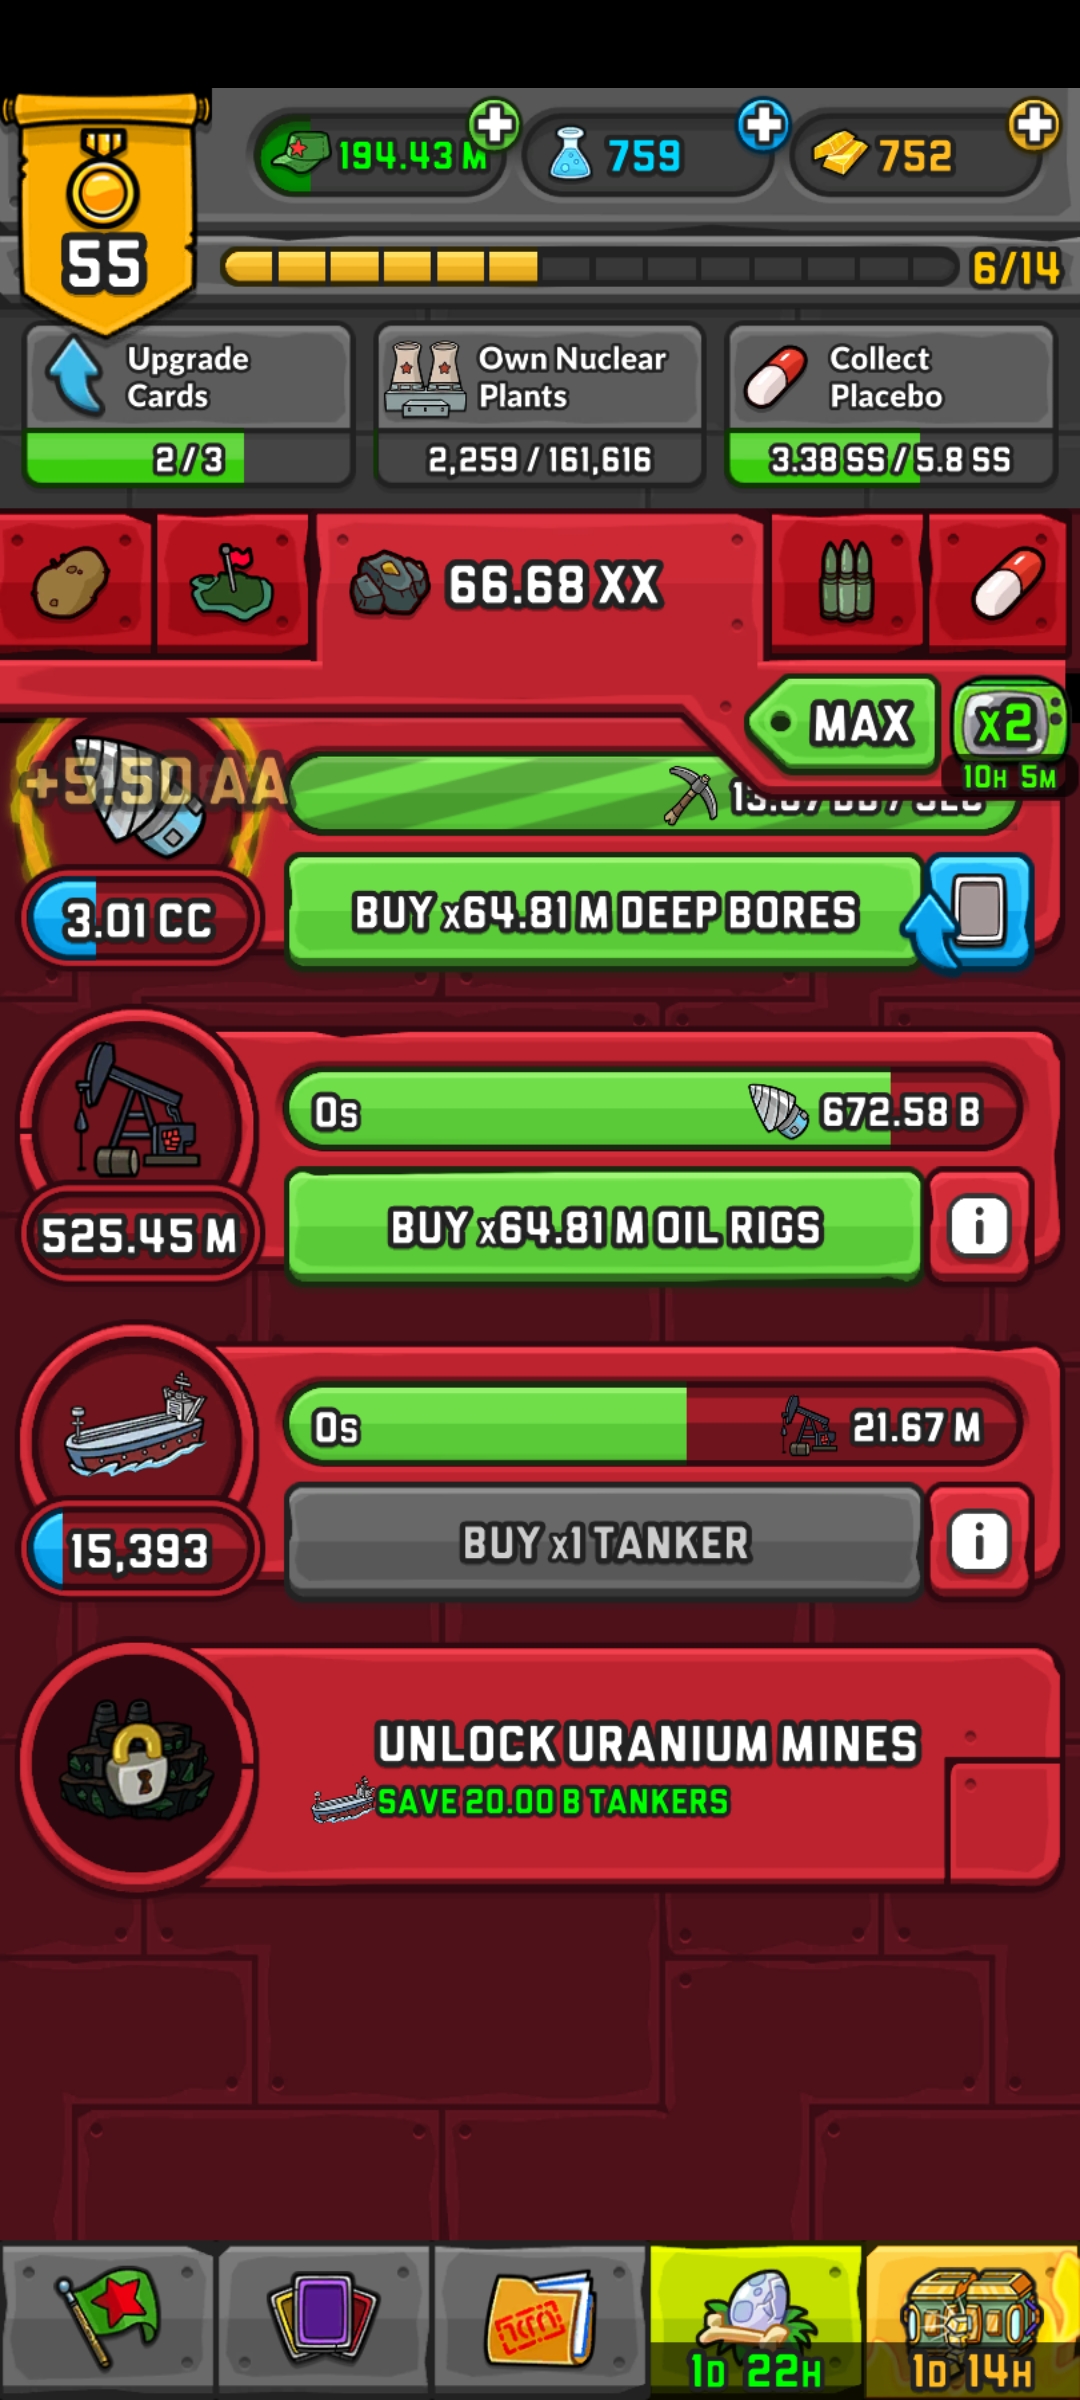 55
194.43 M
759
752
6/14
Upgrade
Cards
2/3
Own Nuclear
Plants
2,259 / 161,616
Collect
Placebo
3.38 SS / 5.8 SS
66.68 XX
MAX
x2
10H 5M
+5.50 AA
3.01 CC
BUY x64.81 M DEEP BORES
0s
672.58 B
525.45 M
BUY x64.81 M OIL RIGS
i
0s
21.67 M
15,393
BUY x1 TANKER
i
UNLOCK URANIUM MINES
SAVE 20.00 B TANKERS
1D 22H
1D 14H